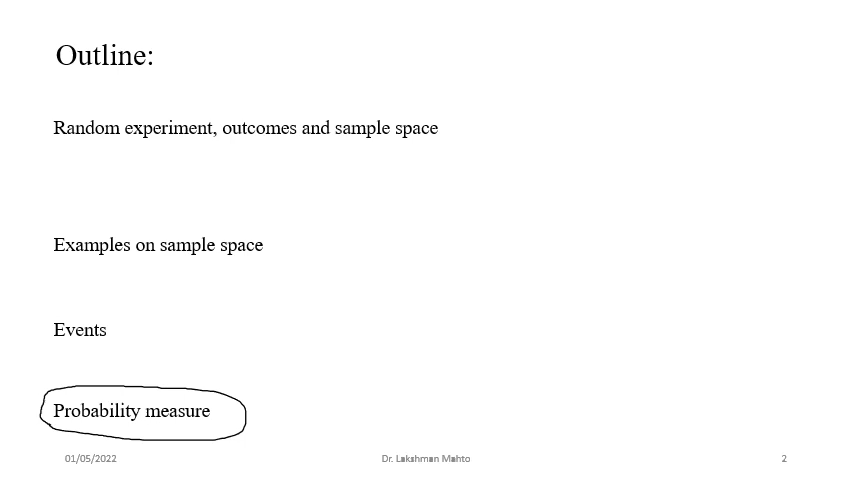 Outline:
Random experiment, outcomes and sample space
Examples on sample space
Events
Probability measure
01/05/2022
Dr. Lakshman Mahto
2